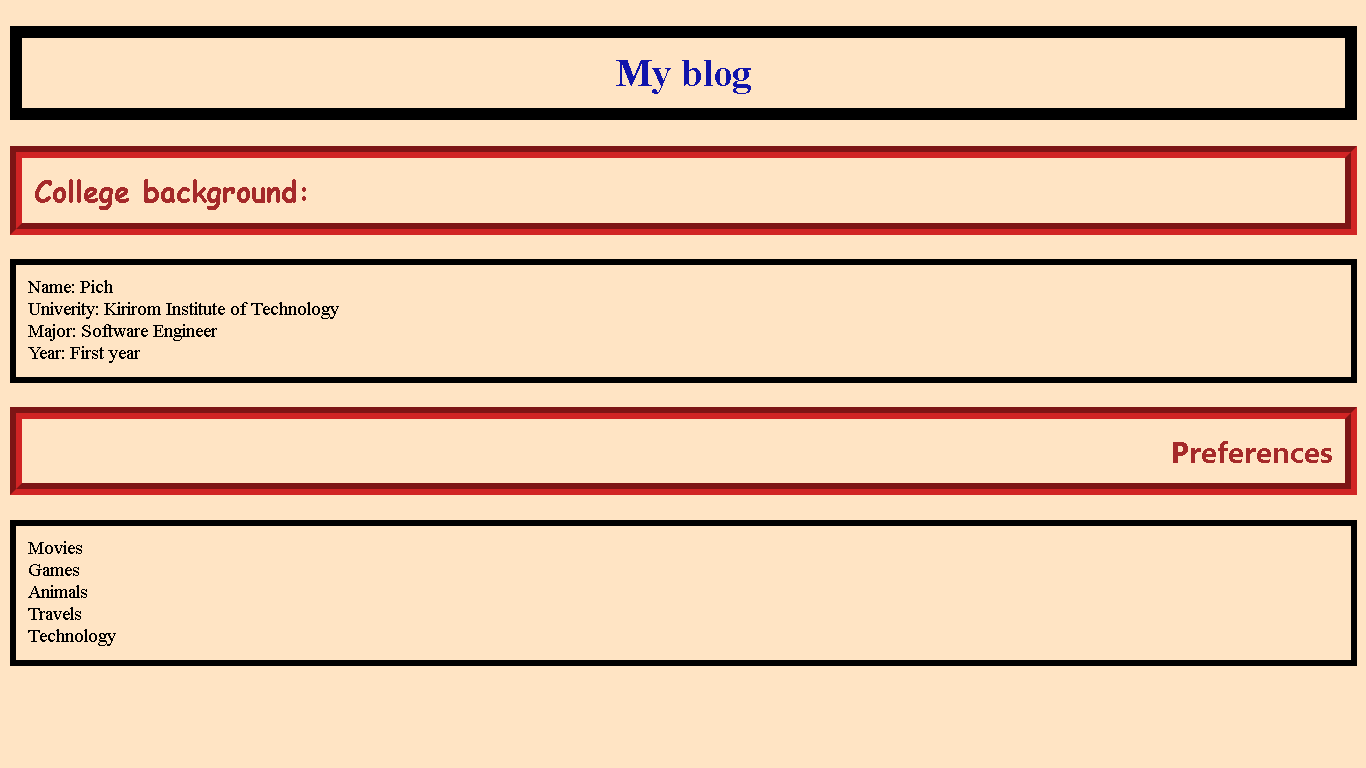 My blog
College background:
Name: Pich
Univerity: Kirirom Institute of Technology
Major: Software Engineer
Year: First year
Preferences
Movies
Games
Animals
Travels
Technology